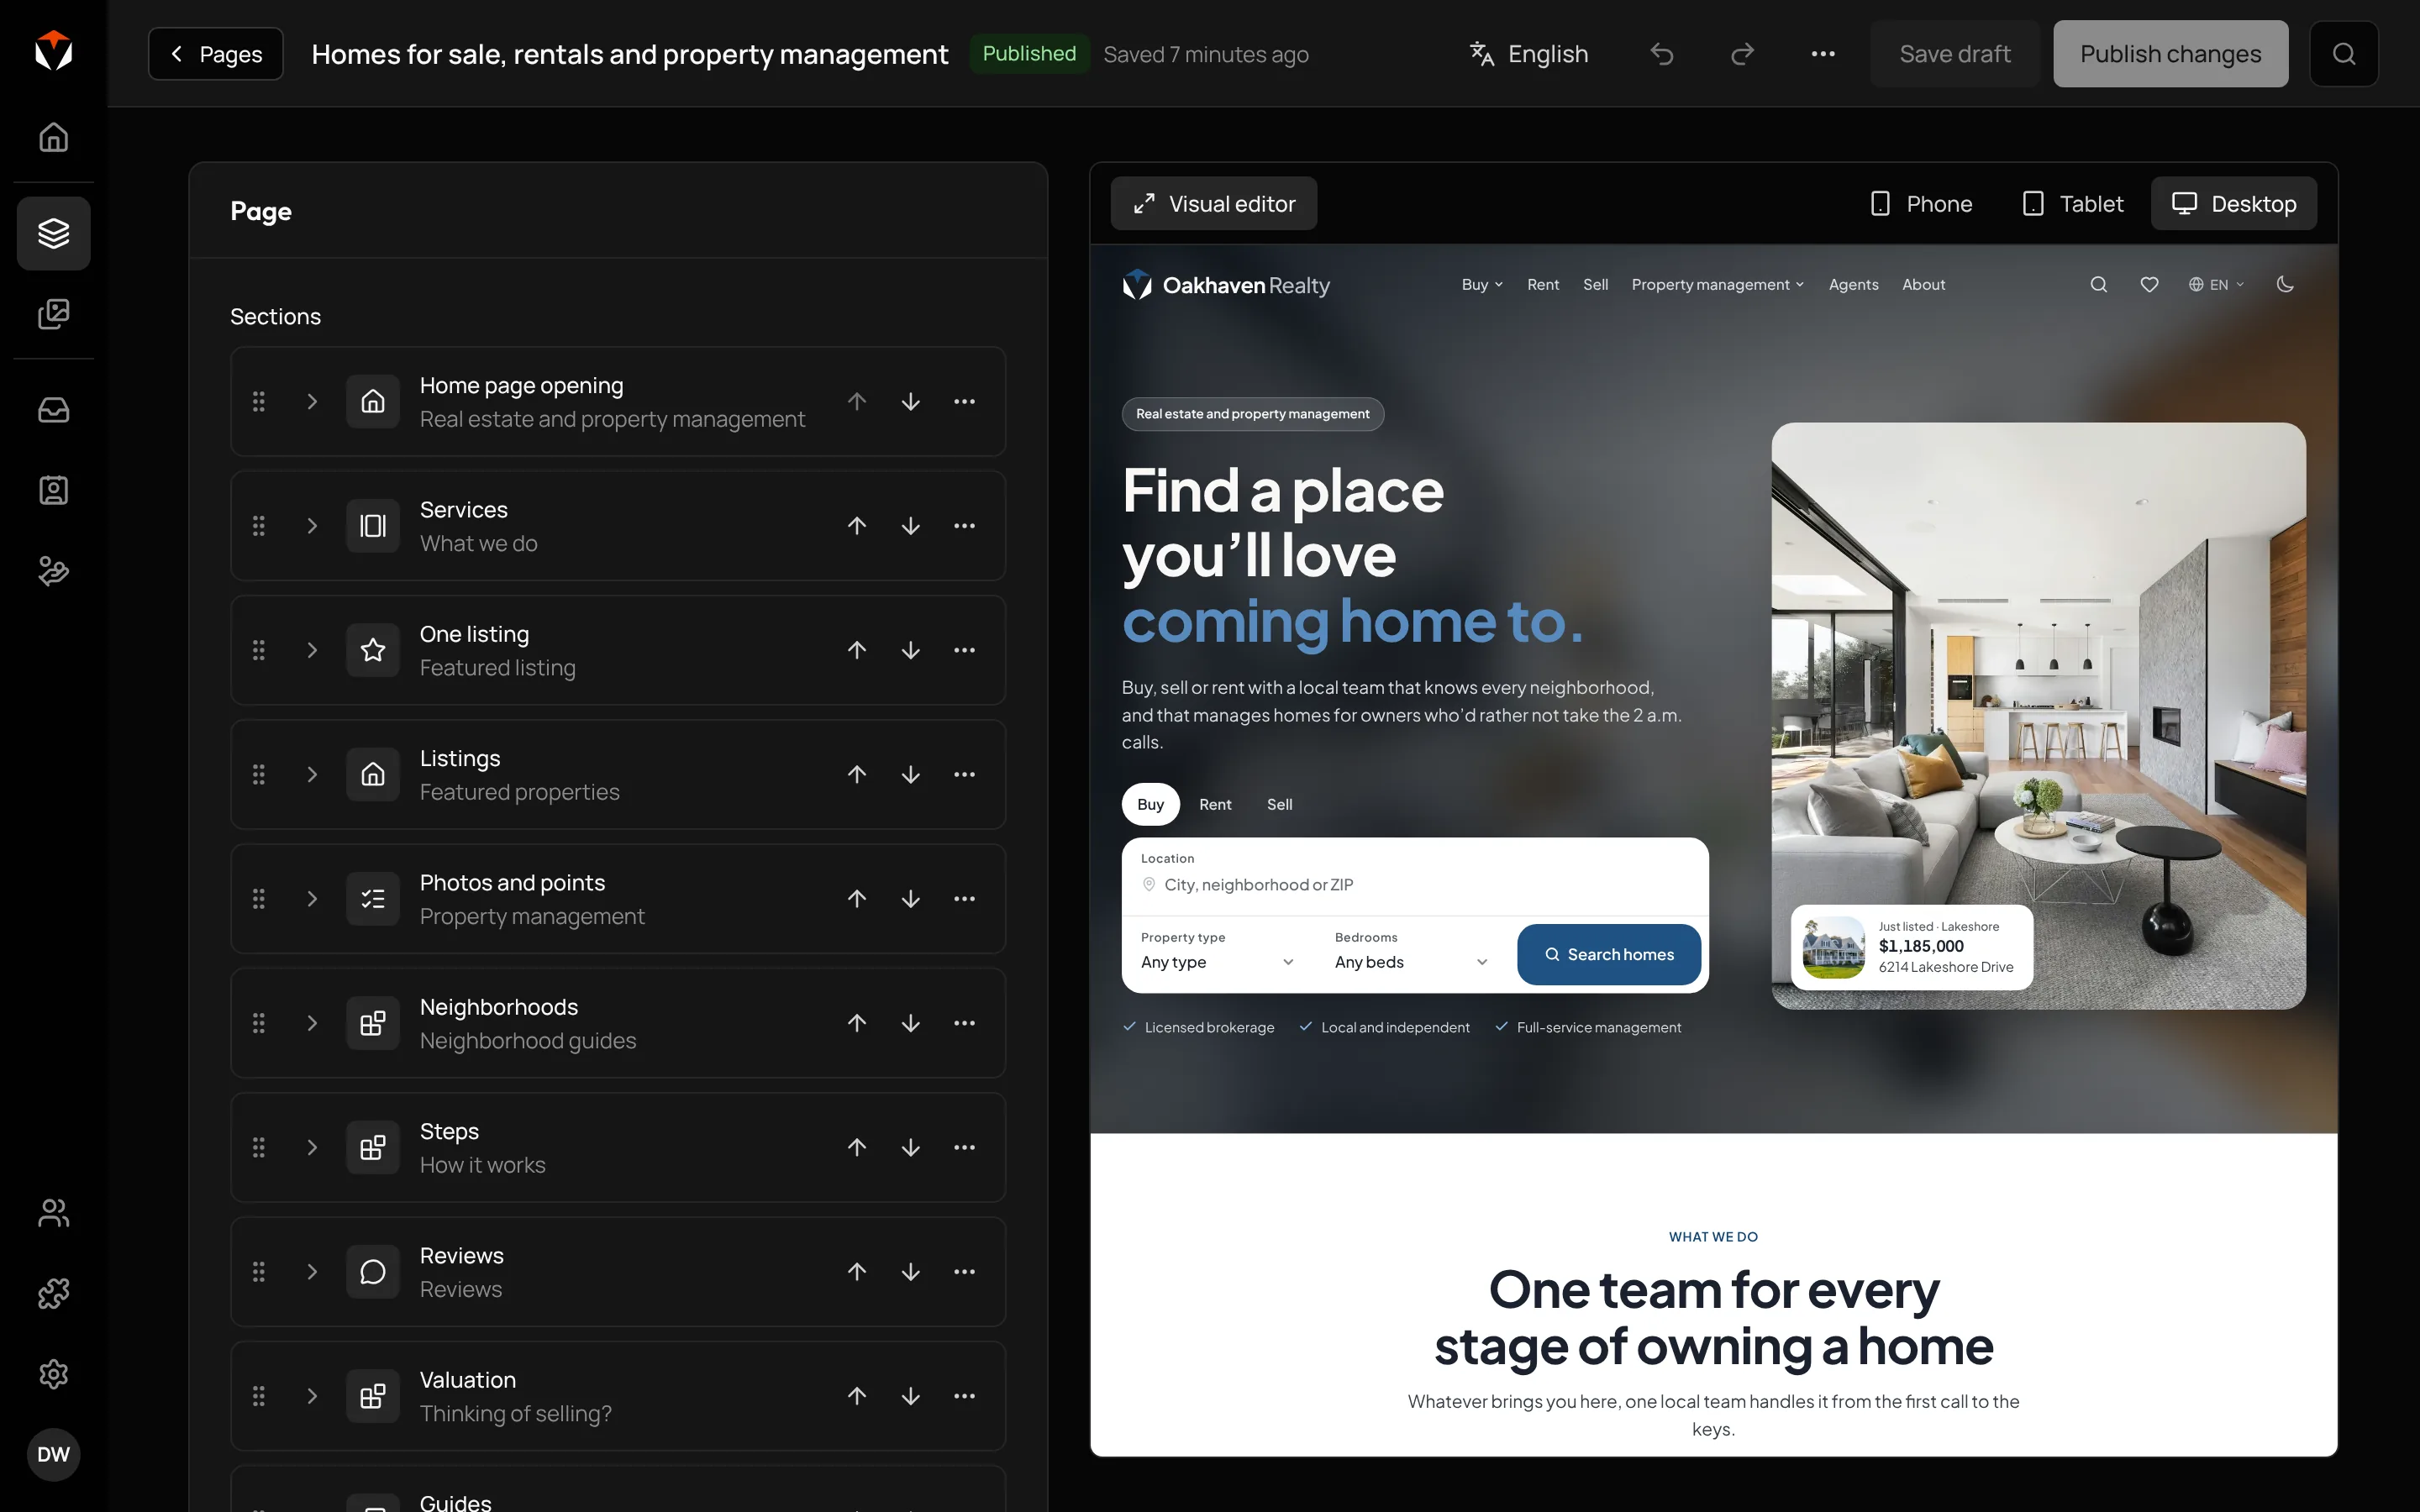 Pages
Homes for sale, rentals and property management
Published
Saved 7 minutes ago
English
Save draft
Publish changes
Page
Sections
Home page opening
Real estate and property management
Services
What we do
One listing
Featured listing
Listings
Featured properties
Photos and points
Property management
Neighborhoods
Neighborhood guides
Steps
How it works
Reviews
Reviews
Valuation
Thinking of selling?
Guides
DW
Visual editor
Phone
Tablet
Desktop
Oakhaven Realty
Buy
Rent
Sell
Property management
Agents
About
EN
Real estate and property management
Find a place
you’ll love
coming home to.
Buy, sell or rent with a local team that knows every neighborhood,
and that manages homes for owners who’d rather not take the 2 a.m.
calls.
Buy
Rent
Sell
Location
City, neighborhood or ZIP
Property type
Any type
Bedrooms
Any beds
Search homes
Licensed brokerage
Local and independent
Full-service management
Just listed · Lakeshore
$1,185,000
6214 Lakeshore Drive
WHAT WE DO
One team for every
stage of owning a home
Whatever brings you here, one local team handles it from the first call to the
keys.